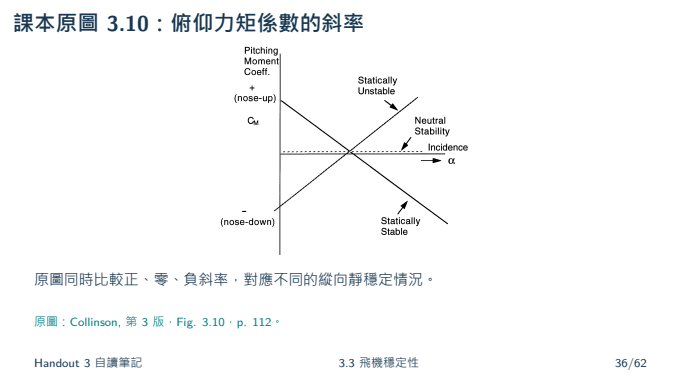 課本原圖 3.10：俯仰力矩係數的斜率
Pitching
Moment
Coeff.
+
(nose-up)
CM
Statically
Unstable
Neutral
Stability
Incidence
α
–
(nose-down)
Statically
Stable
原圖同時比較正、零、負斜率，對應不同的縱向靜穩定情況。
原圖：Collinson, 第 3 版，Fig. 3.10，p. 112。
Handout 3 自讀筆記
3.3 飛機穩定性
36/62